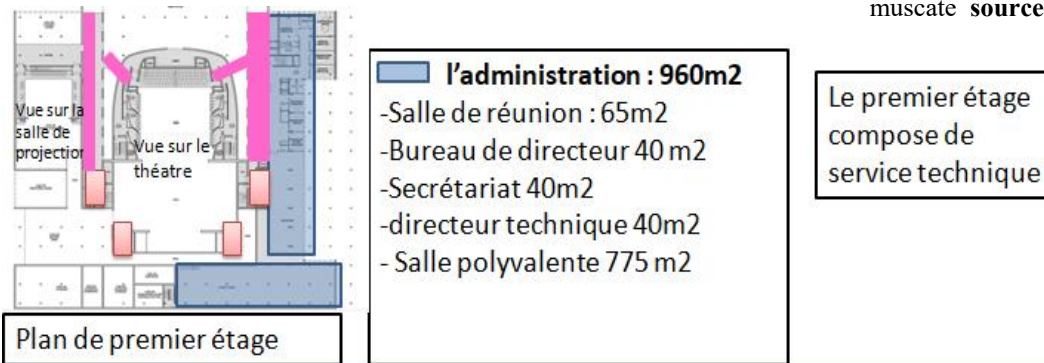 muscate source
l’administration : 960m2
-Salle de réunion : 65m2
-Bureau de directeur 40 m2
-Secrétariat 40m2
-directeur technique 40m2
- Salle polyvalente 775 m2
Le premier étage
compose de
service technique
Vue sur la
salle de
projection
Vue sur le
théatre
Plan de premier étage